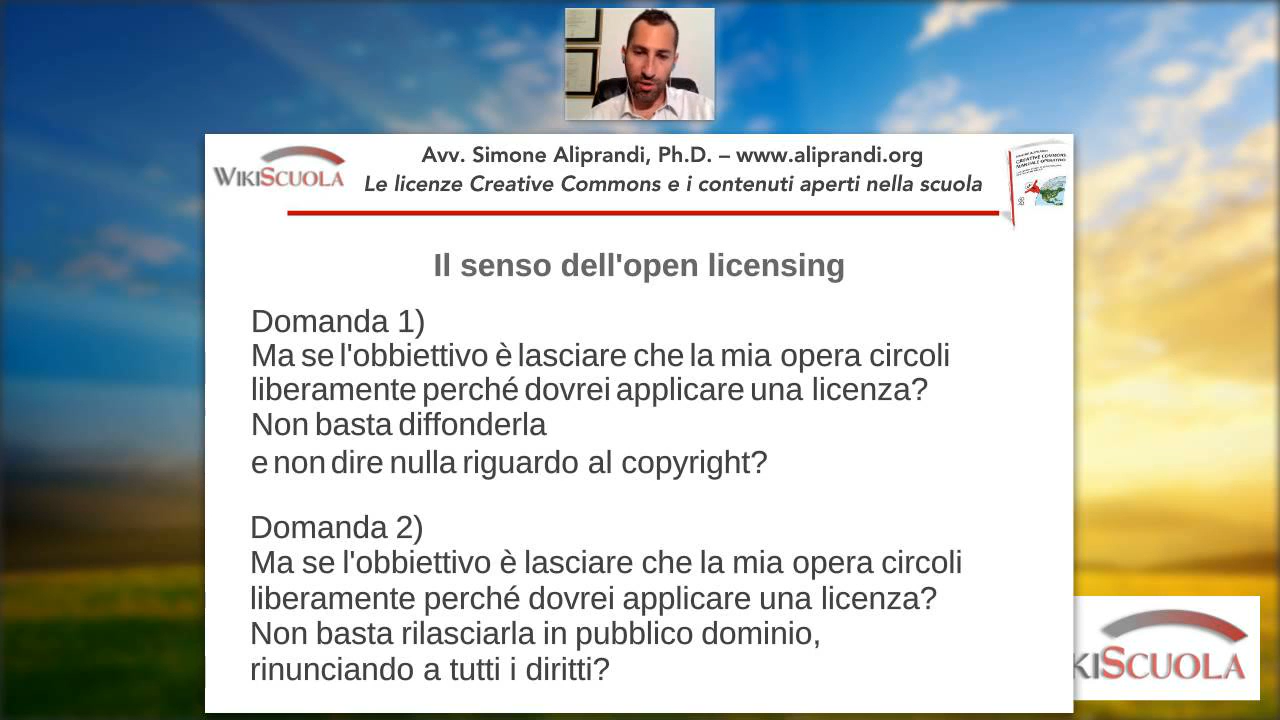 WIKISCUOLA
Avv. Simone Aliprandi, Ph.D. – www.aliprandi.org
Le licenze Creative Commons e i contenuti aperti nella scuola
CREATIVE COMMONS
Il senso dell'open licensing
Domanda 1)
Ma se l'obbiettivo è lasciare che la mia opera circoli
liberamente perché dovrei applicare una licenza?
Non basta diffonderla
e non dire nulla riguardo al copyright?
Domanda 2)
Ma se l'obbiettivo è lasciare che la mia opera circoli
liberamente perché dovrei applicare una licenza?
Non basta rilasciarla in pubblico dominio,
rinunciando a tutti i diritti?
KISCUOLA